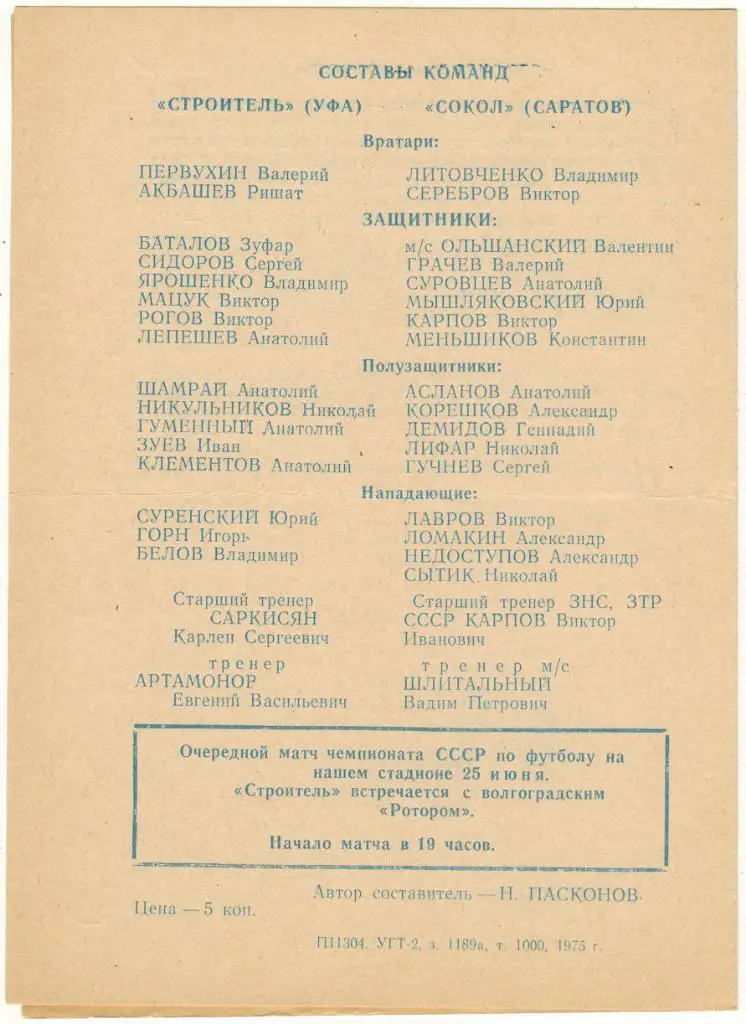 СОСТАВЫ КОМАНД
«СТРОИТЕЛЬ» (УФА) «СОКОЛ» (САРАТОВ)
Вратари:
ПЕРВУХИН Валерий ЛИТОВЧЕНКО Владимир
АКБАШЕВ Ришат СЕРЕБРОВ Виктор
ЗАЩИТНИКИ:
БАТАЛОВ Зуфар м/с ОЛЬШАНСКИЙ Валентин
СИДОРОВ Сергей ГРАЧЕВ Валерий
ЯРОШЕНКО Владимир СУРОВЦЕВ Анатолий
МАЦУК Виктор МЫШЛЯКОВСКИЙ Юрий
РОГОВ Виктор КАРПОВ Виктор
ЛЕПЕШЕВ Анатолий МЕНЬШИКОВ Константин
Полузащитники:
ШАМРАЙ Анатолий АСЛАНОВ Анатолий
НИКУЛЬНИКОВ Николай КОРЕШКОВ Александр
ГУМЕННЫЙ Анатолий ДЕМИДОВ Геннадий
ЗУЕВ Иван ЛИФАР Николай
КЛЕМЕНТОВ Анатолий ГУЧНЕВ Сергей
Нападающие:
СУРЕНСКИЙ Юрий ЛАВРОВ Виктор
ГОРН Игорь ЛОМАКИН Александр
БЕЛОВ Владимир НЕДОСТУПОВ Александр
СЫТИК Николай
Старший тренер Старший тренер ЗНС, ЗТР
САРКИСЯН СССР КАРПОВ Виктор
Карлен Сергеевич Иванович
тренер тренер м/с
АРТАМОНОР ШЛИТАЛЬНЫЙ
Евгений Васильевич Вадим Петрович
Очередной матч чемпионата СССР по футболу на
нашем стадионе 25 июня.
«Строитель» встречается с волгоградским
«Ротором».
Начало матча в 19 часов.
Автор составитель — Н. ПАСКОНОВ.
Цена — 5 коп.
П11304. УГТ-2, з. 1189а, т. 1000, 1975 г.